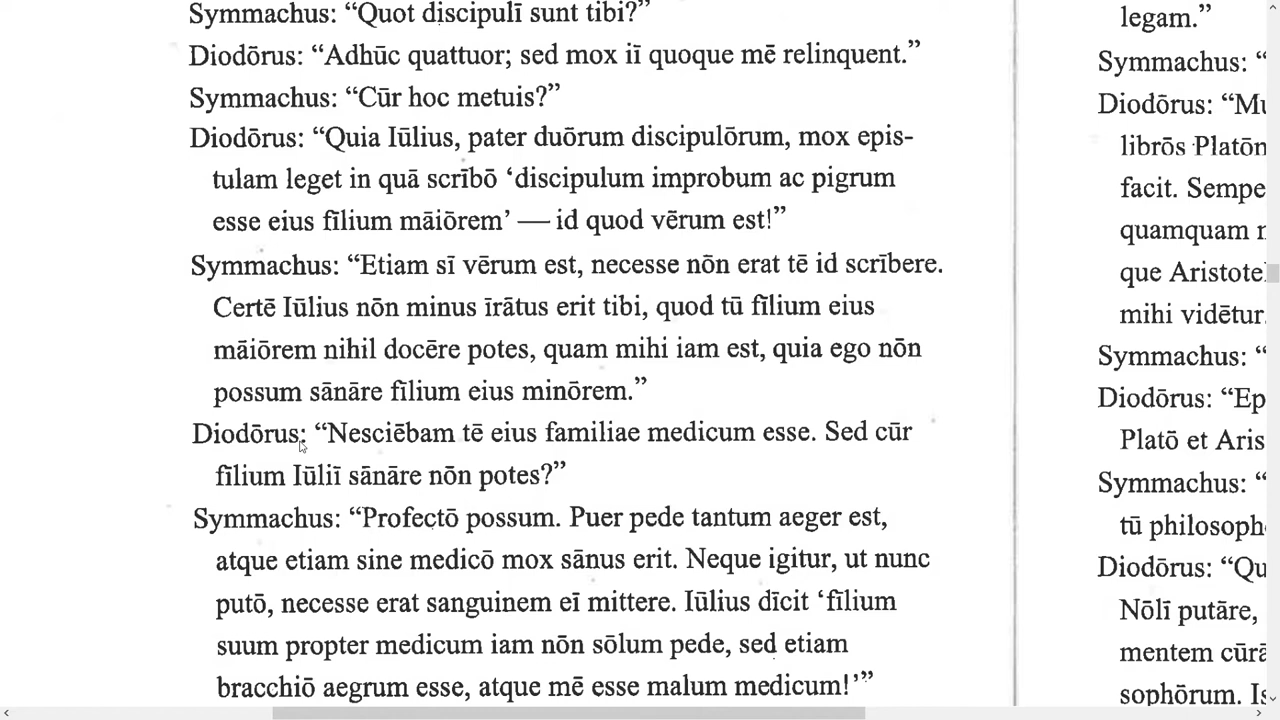 Symmachus: “Quot discipulī sunt tibi?”
Diodōrus: “Adhūc quattuor; sed mox iī quoque mē relinquent.”
Symmachus: “Cūr hoc metuis?”
Diodōrus: “Quia Iūlius, pater duōrum discipulōrum, mox epis-
tulam leget in quā scrībō ‘discipulum improbum ac pigrum
esse eius fīlium māiōrem’ — id quod vērum est!”
Symmachus: “Etiam sī vērum est, necesse nōn erat tē id scrībere.
Certē Iūlius nōn minus īrātus erit tibi, quod tū fīlium eius
māiōrem nihil docēre potes, quam mihi iam est, quia ego nōn
possum sānāre fīlium eius minōrem.”
Diodōrus: “Nesciēbam tē eius familiae medicum esse. Sed cūr
fīlium Iūliī sānāre nōn potes?”
Symmachus: “Profectō possum. Puer pede tantum aeger est,
atque etiam sine medicō mox sānus erit. Neque igitur, ut nunc
putō, necesse erat sanguinem eī mittere. Iūlius dīcit ‘fīlium
suum propter medicum iam nōn sōlum pede, sed etiam
bracchiō aegrum esse, atque mē esse malum medicum!’”
legam.”
Symmachus: “
Diodōrus: “Mu
librōs Platōn
facit. Sempe
quamquam n
que Aristotel
mihi vidētur.
Symmachus: “
Diodōrus: “Ep
Platō et Aris
Symmachus: “
tū philosoph
Diodōrus: “Qu
Nōlī putāre,
mentem cūrā
sophōrum. Is